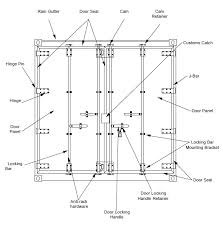 Rain Gutter
Door Seal
Cam
Cam
Retainer
Customs Catch
Hinge Pin
J-Bar
Hinge
Door Panel
Door
Panel
Locking Bar
Mounting Bracket
Locking
Bar
Anti-rack
hardware
Door Locking
Handle
Door Locking
Handle Retainer
Door Seal